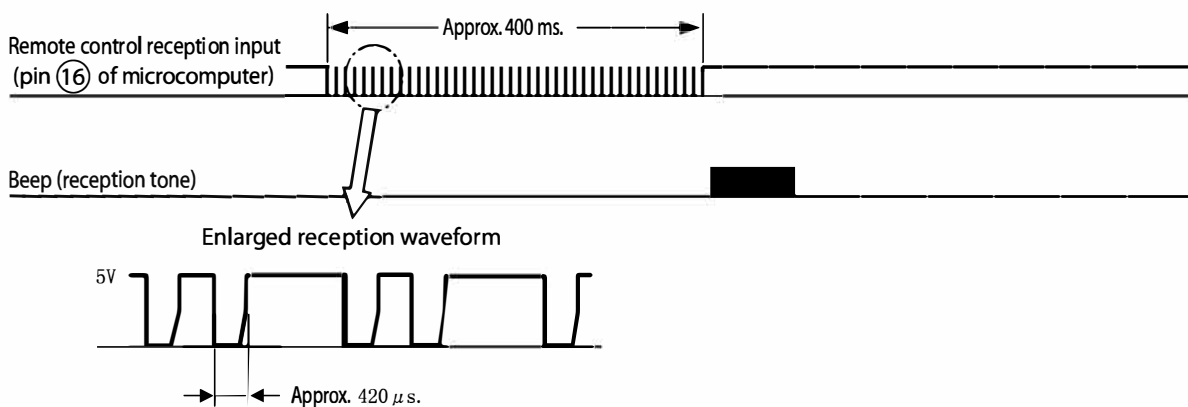 Approx. 400 ms.
Remote control reception input
(pin 16 of microcomputer)
Beep (reception tone)
Enlarged reception waveform
5V
Approx. 420 μs.